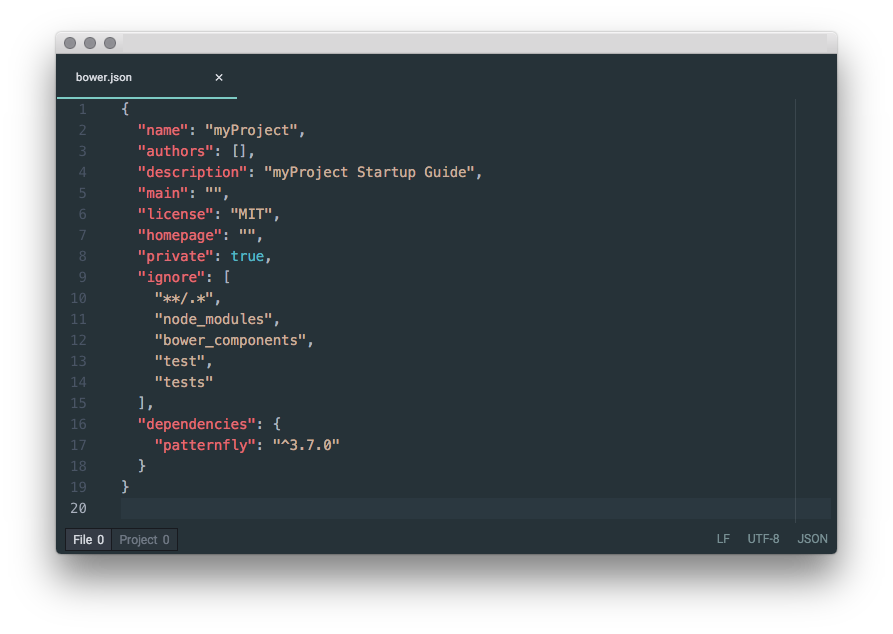 bower.json ×
1 {
2   "name": "myProject",
3   "authors": [],
4   "description": "myProject Startup Guide",
5   "main": "",
6   "license": "MIT",
7   "homepage": "",
8   "private": true,
9   "ignore": [
10     "**/.*",
11     "node_modules",
12     "bower_components",
13     "test",
14     "tests"
15   ],
16   "dependencies": {
17     "patternfly": "^3.7.0"
18   }
19 }
20
File 0 Project 0 LF UTF-8 JSON